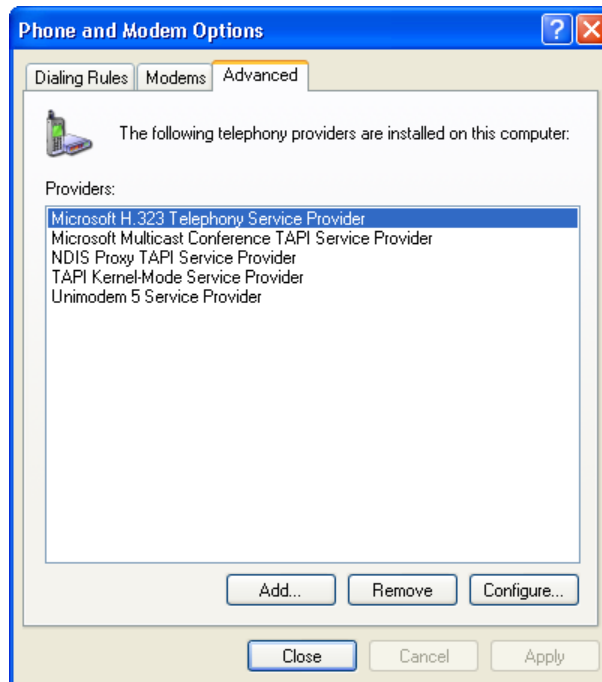 Phone and Modem Options
?
Dialing Rules Modems Advanced
The following telephony providers are installed on this computer:
Providers:
Microsoft H.323 Telephony Service Provider
Microsoft Multicast Conference TAPI Service Provider
NDIS Proxy TAPI Service Provider
TAPI Kernel-Mode Service Provider
Unimodem 5 Service Provider
Add... Remove Configure...
Close Cancel Apply